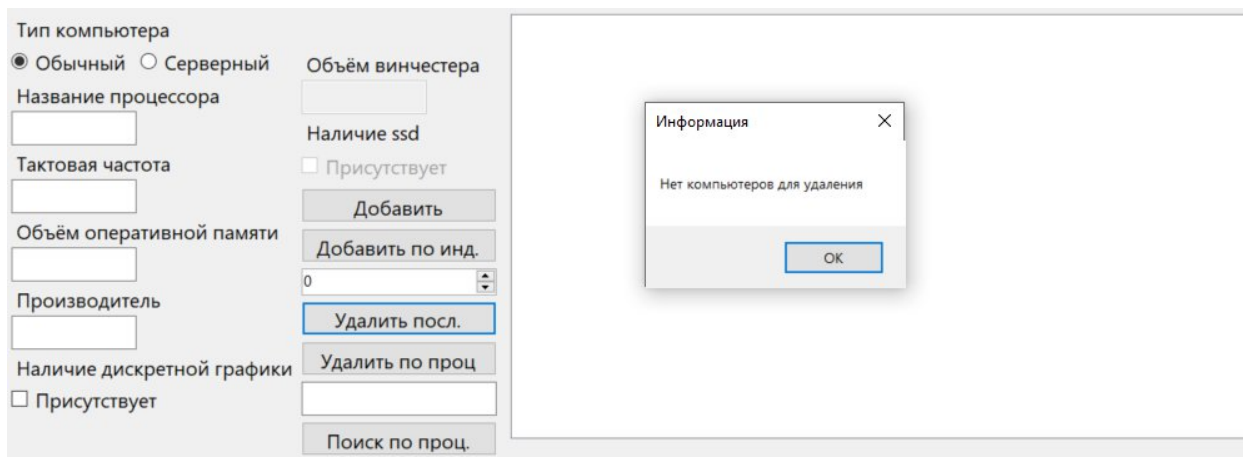 Тип компьютера
Обычный Серверный
Название процессора
Тактовая частота
Объём оперативной памяти
Производитель
Наличие дискретной графики
Присутствует
Объём винчестера
Наличие ssd
Присутствует
Добавить
Добавить по инд.
0
Удалить посл.
Удалить по проц
Поиск по проц.
Информация
Нет компьютеров для удаления
ОК